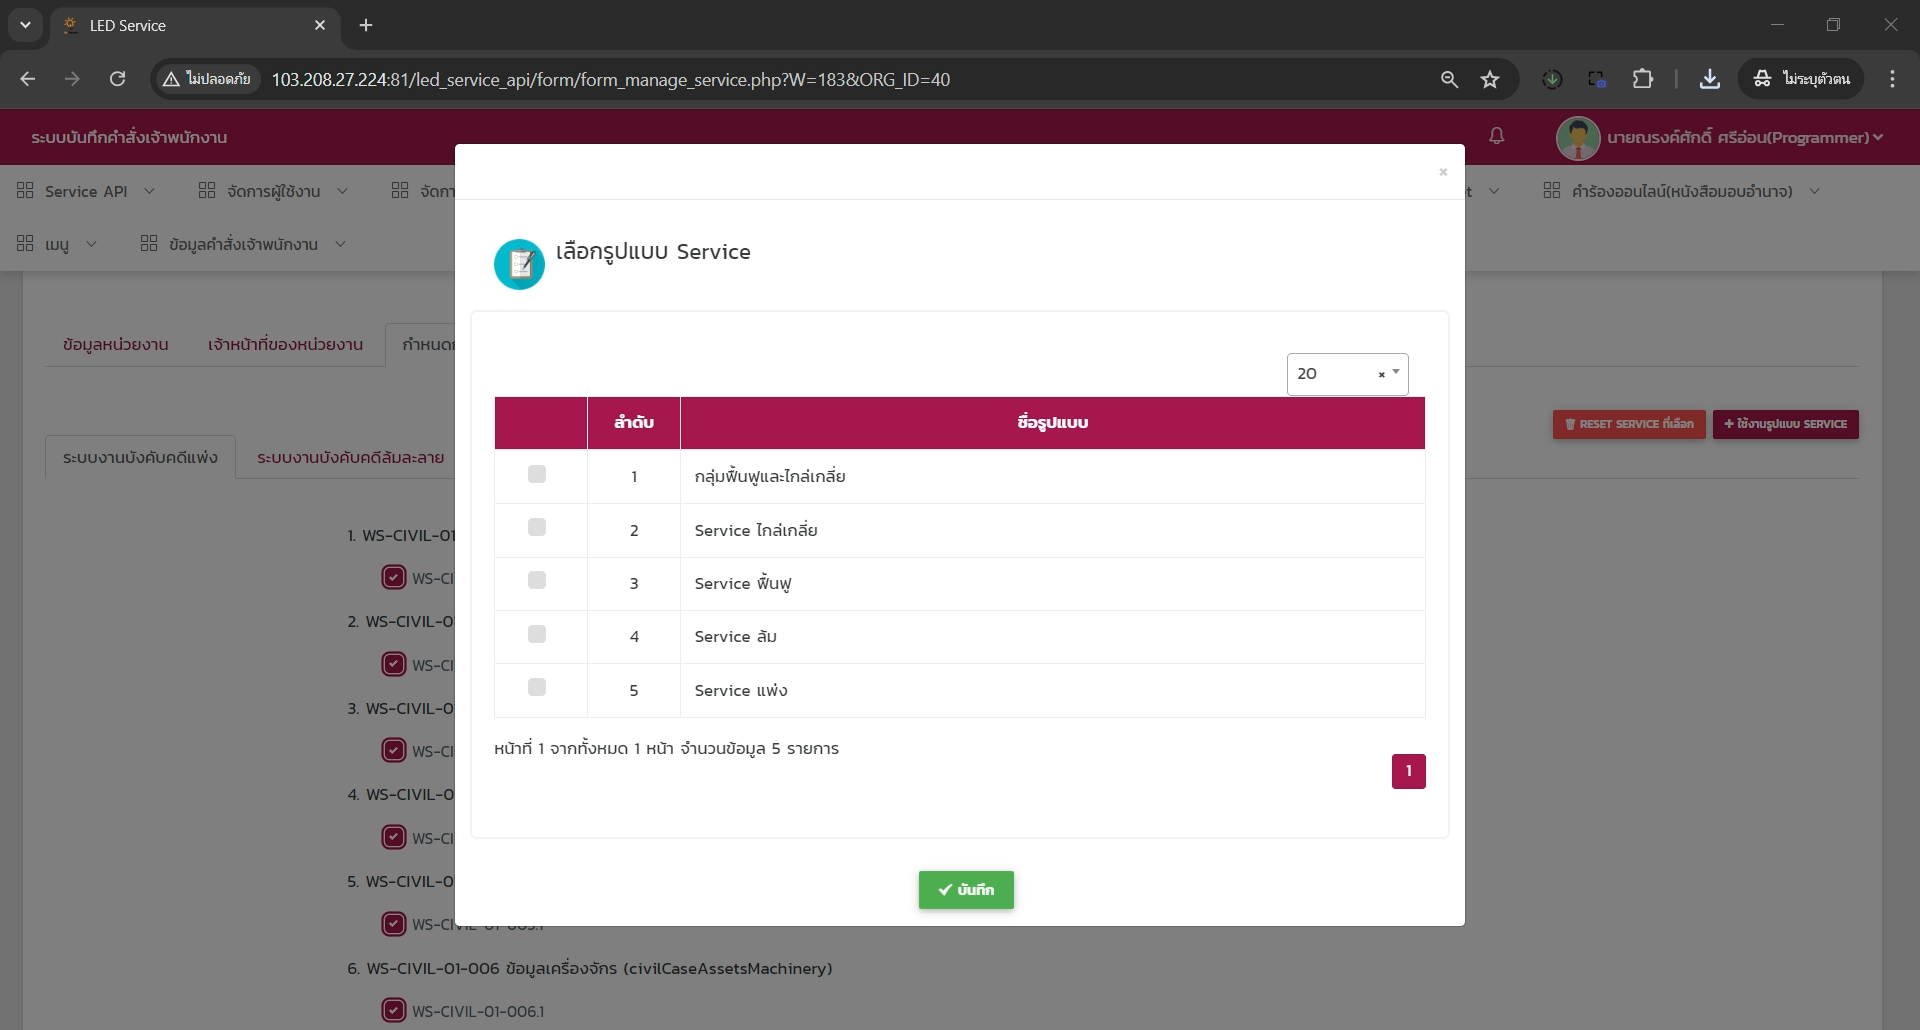 LED Service
ไม่ปลอดภัย
103.208.27.224:81/led_service_api/form/form_manage_service.php?W=183&ORG_ID=40
ไม่ระบุตัวตน
ระบบบันทึกคำสั่งเจ้าพนักงาน
นายณรงค์ศักดิ์ ศรีอ่อน(Programmer)
Service API
จัดการผู้ใช้งาน
จัดกา
t
คำร้องออนไลน์(หนังสือมอบอำนาจ)
เมนู
ข้อมูลคำสั่งเจ้าพนักงาน
×
เลือกรูปแบบ Service
ข้อมูลหน่วยงาน
เจ้าหน้าที่ของหน่วยงาน
กำหนด
20 ×
RESET SERVICE ที่เลือก
+ ใช้งานรูปแบบ SERVICE
ระบบงานบังคับคดีแพ่ง
ระบบงานบังคับคดีล้มละลาย
ลำดับ ชื่อรูปแบบ
1 กลุ่มฟื้นฟูและไกล่เกลี่ย
2 Service ไกล่เกลี่ย
3 Service ฟื้นฟู
4 Service ล้ม
5 Service แพ่ง
หน้าที่ 1 จากทั้งหมด 1 หน้า จำนวนข้อมูล 5 รายการ
1
บันทึก
1. WS-CIVIL-01
WS-CI
2. WS-CIVIL-0
WS-CI
3. WS-CIVIL-0
WS-CI
4. WS-CIVIL-0
WS-CI
5. WS-CIVIL-0
WS-CI
6. WS-CIVIL-01-006 ข้อมูลเครื่องจักร (civilCaseAssetsMachinery)
WS-CIVIL-01-006.1